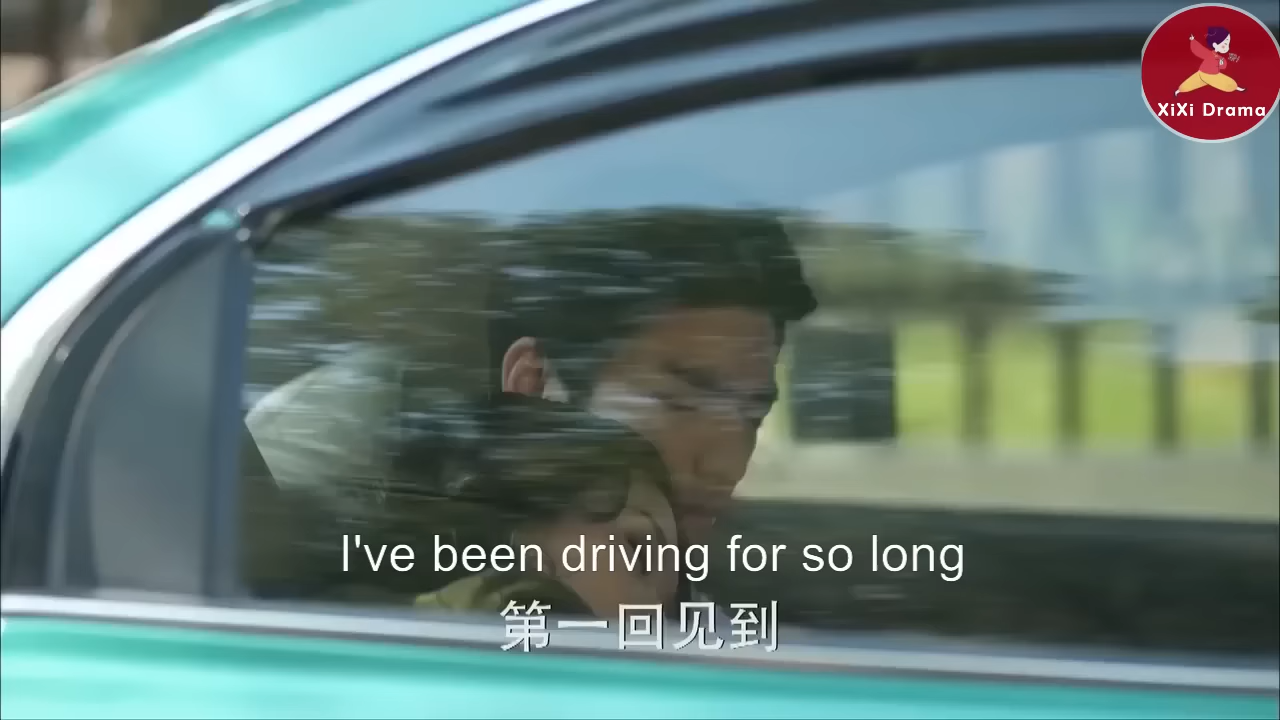 XiXi Drama
I've been driving for so long
第一回见到